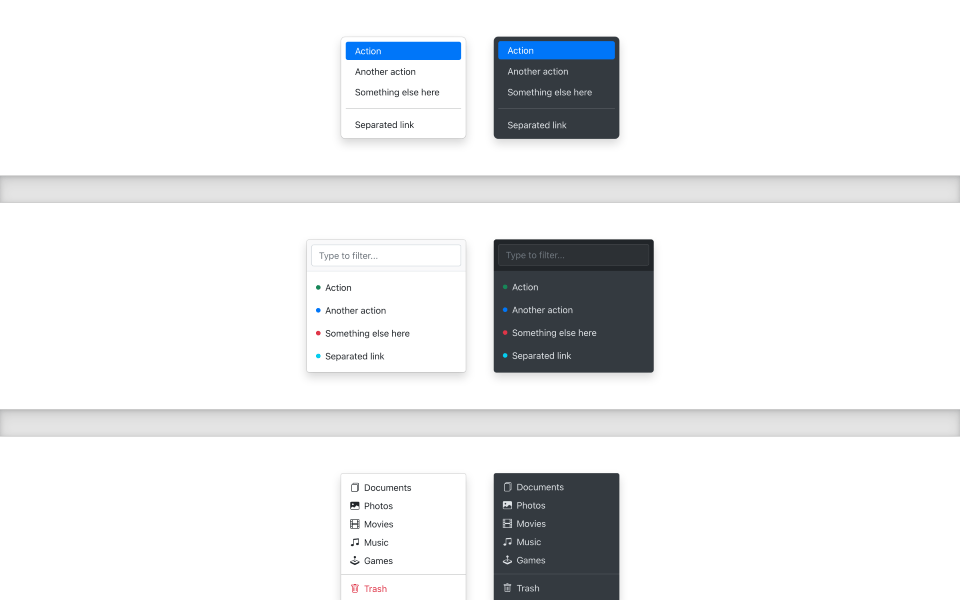 Action
Another action
Something else here
Separated link
Action
Another action
Something else here
Separated link
Type to filter...
Action
Another action
Something else here
Separated link
Type to filter...
Action
Another action
Something else here
Separated link
Documents
Photos
Movies
Music
Games
Trash
Documents
Photos
Movies
Music
Games
Trash